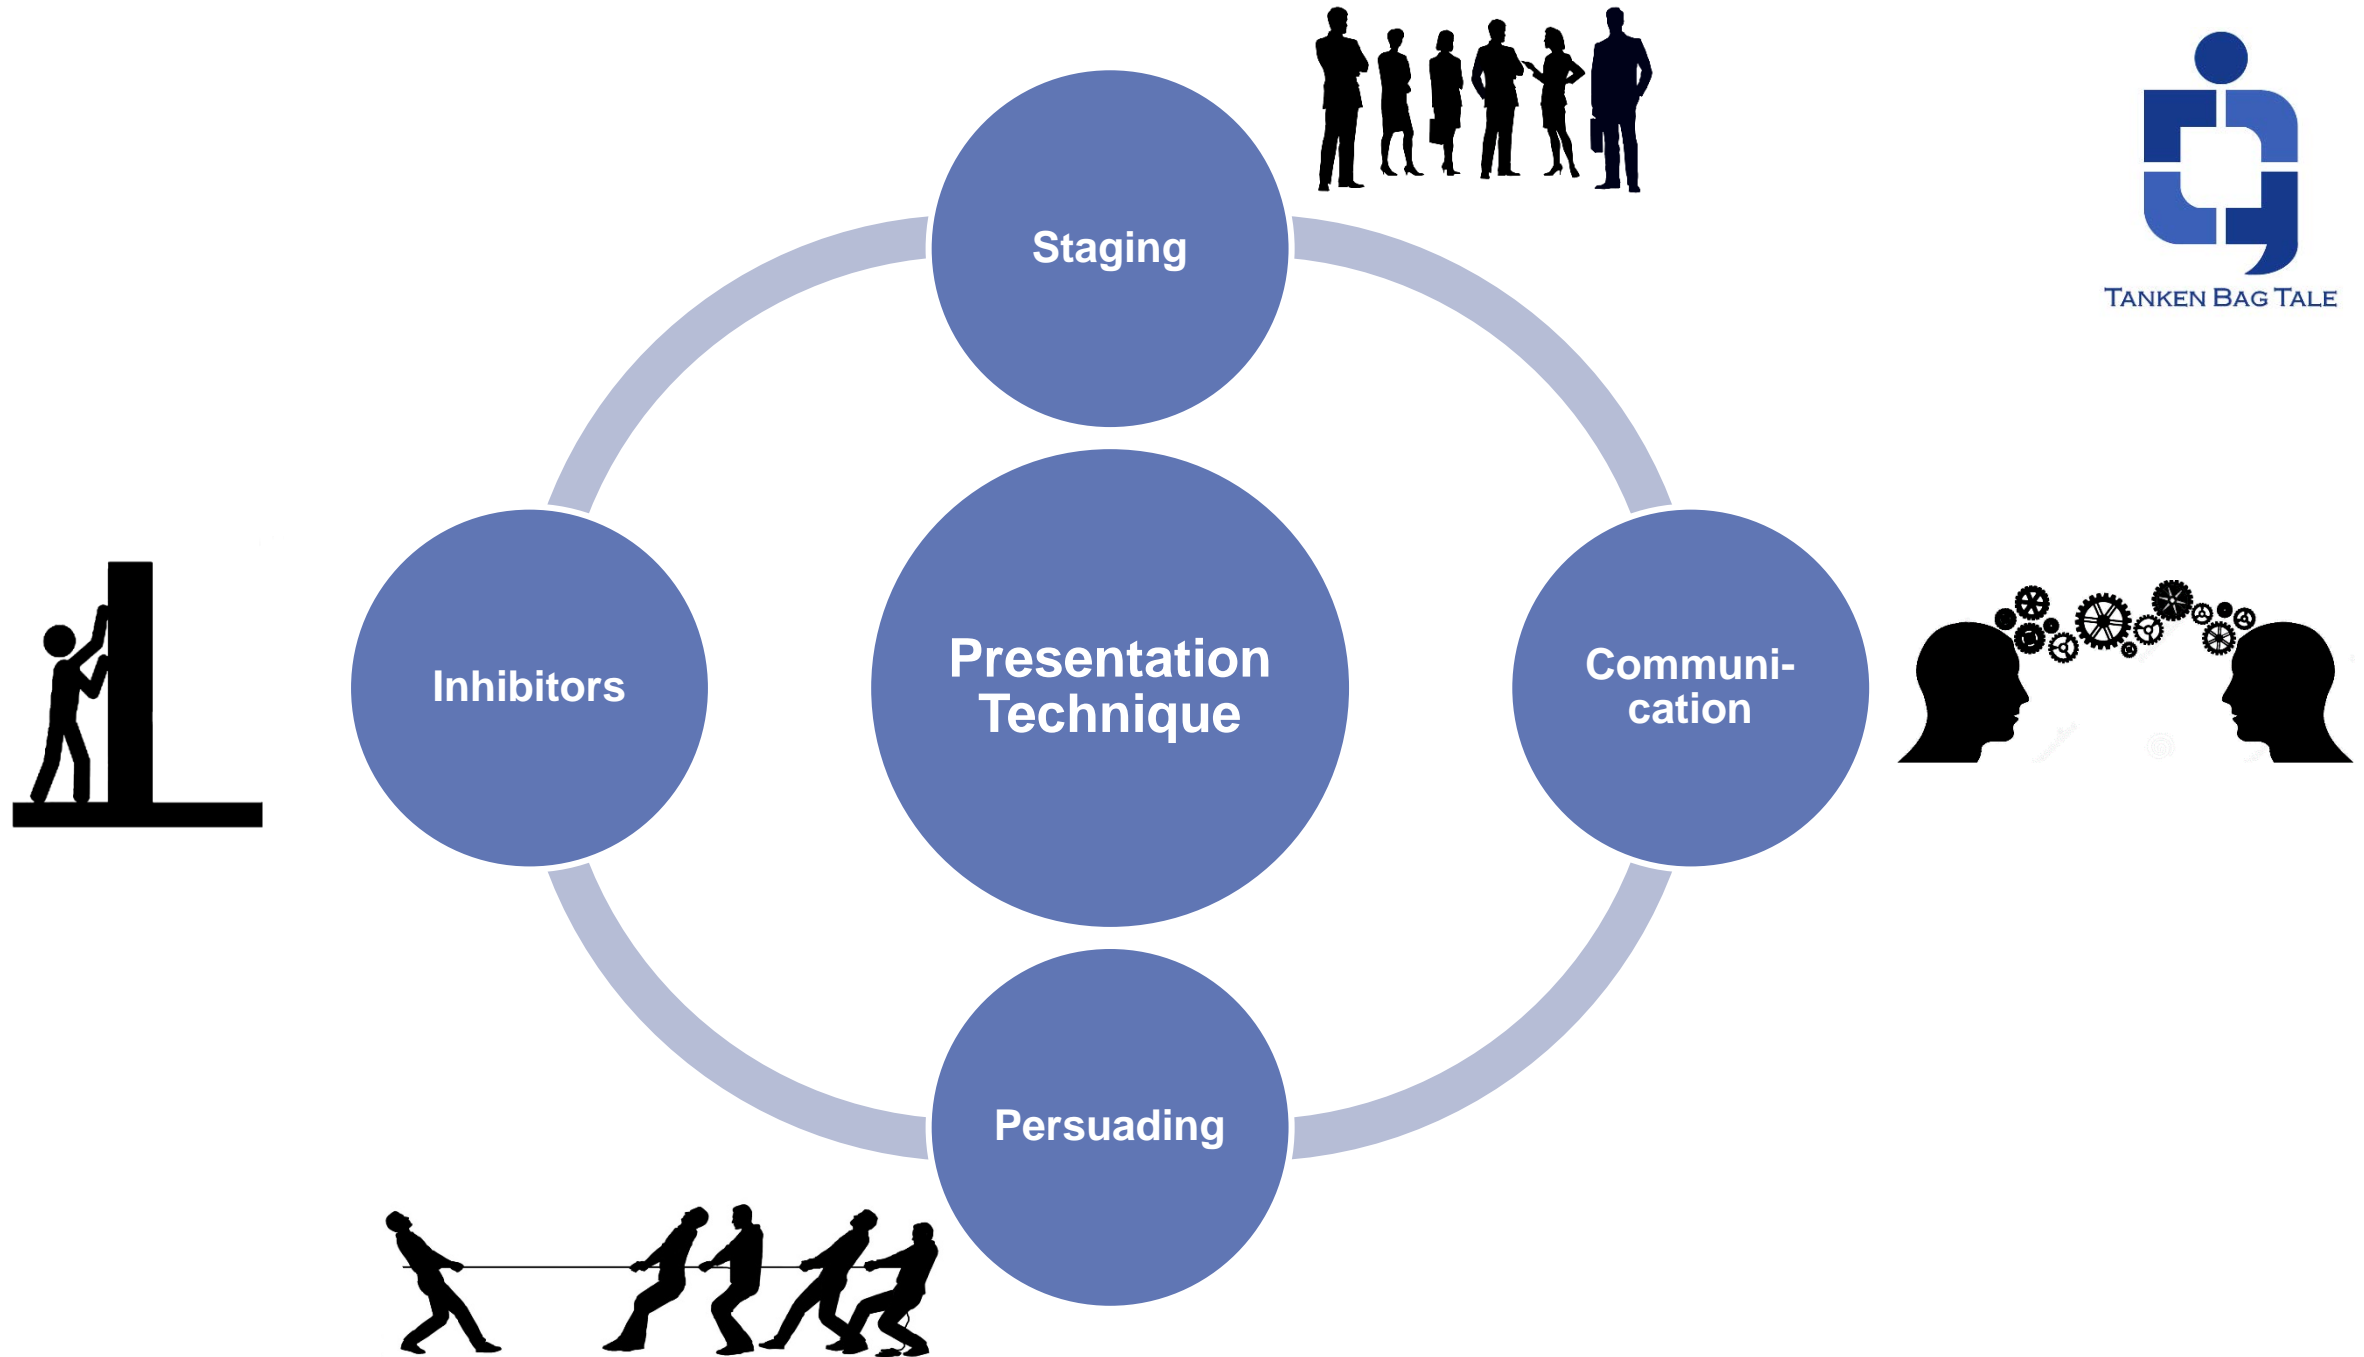 Staging
TANKEN BAG TALE
Inhibitors
Presentation
Technique
Communi-
cation
Persuading